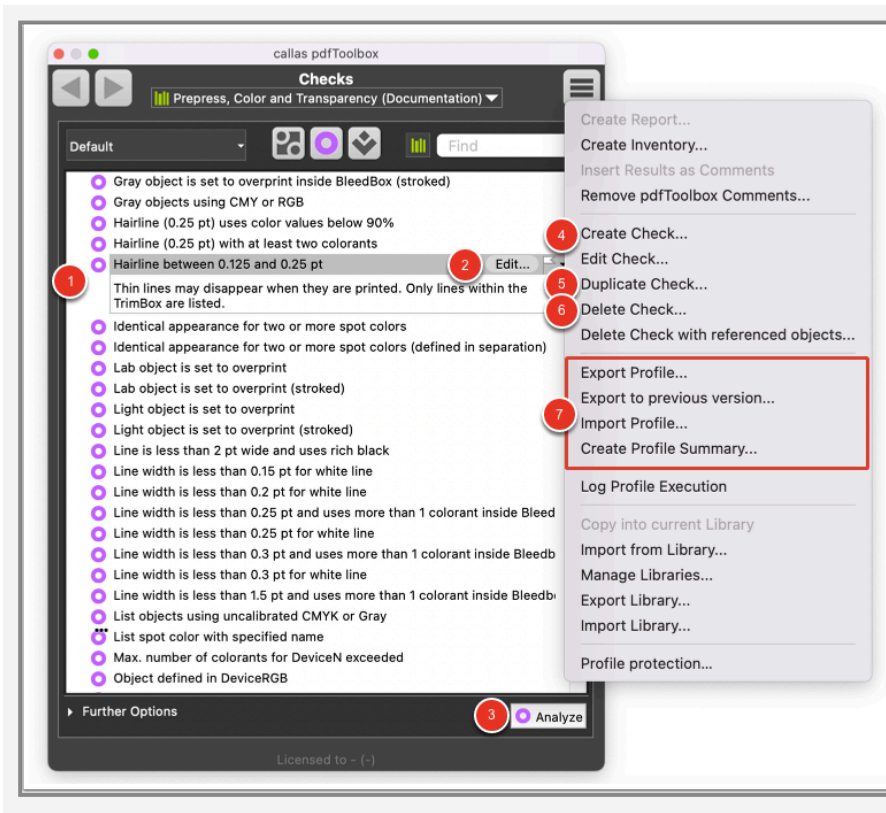 callas pdfToolbox
Checks
Prepress, Color and Transparency (Documentation)
Default
Find
Gray object is set to overprint inside BleedBox (stroked)
Gray objects using CMY or RGB
Hairline (0.25 pt) uses color values below 90%
Hairline (0.25 pt) with at least two colorants
1
Hairline between 0.125 and 0.25 pt
2
Edit...
Thin lines may disappear when they are printed. Only lines within the
TrimBox are listed.
Identical appearance for two or more spot colors
Identical appearance for two or more spot colors (defined in separation)
Lab object is set to overprint
Lab object is set to overprint (stroked)
Light object is set to overprint
Light object is set to overprint (stroked)
Line is less than 2 pt wide and uses rich black
Line width is less than 0.15 pt for white line
Line width is less than 0.2 pt for white line
Line width is less than 0.25 pt and uses more than 1 colorant inside Bleed
Line width is less than 0.25 pt for white line
Line width is less than 0.3 pt and uses more than 1 colorant inside Bleedb
Line width is less than 0.3 pt for white line
Line width is less than 1.5 pt and uses more than 1 colorant inside Bleedb
List objects using uncalibrated CMYK or Gray
List spot color with specified name
Max. number of colorants for DeviceN exceeded
Object defined in DeviceRGB
Further Options
3
Analyze
Licensed to - (-)
Create Report...
Create Inventory...
Insert Results as Comments
Remove pdfToolbox Comments...
4
Create Check...
Edit Check...
5
Duplicate Check...
6
Delete Check...
Delete Check with referenced objects...
Export Profile...
Export to previous version...
7
Import Profile...
Create Profile Summary...
Log Profile Execution
Copy into current Library
Import from Library...
Manage Libraries...
Export Library...
Import Library...
Profile protection...